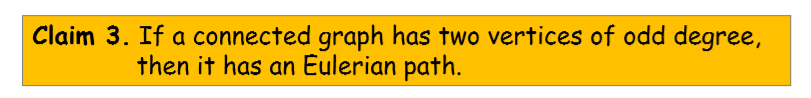 Claim 3. If a connected graph has two vertices of odd degree,
then it has an Eulerian path.